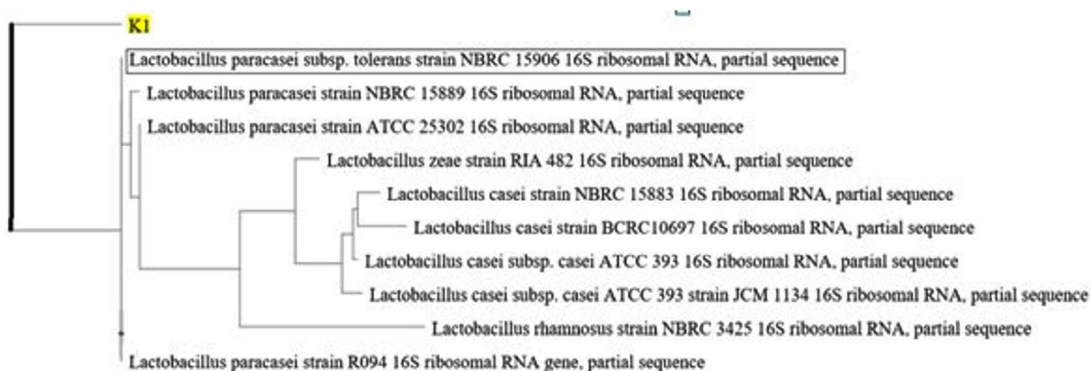 K1
Lactobacillus paracasei subsp. tolerans strain NBRC 15906 16S ribosomal RNA, partial sequence
Lactobacillus paracasei strain NBRC 15889 16S ribosomal RNA, partial sequence
Lactobacillus paracasei strain ATCC 25302 16S ribosomal RNA, partial sequence
Lactobacillus zeae strain RIA 482 16S ribosomal RNA, partial sequence
Lactobacillus casei strain NBRC 15883 16S ribosomal RNA, partial sequence
Lactobacillus casei strain BCRC10697 16S ribosomal RNA, partial sequence
Lactobacillus casei subsp. casei ATCC 393 16S ribosomal RNA, partial sequence
Lactobacillus casei subsp. casei ATCC 393 strain JCM 1134 16S ribosomal RNA, partial sequence
Lactobacillus rhamnosus strain NBRC 3425 16S ribosomal RNA, partial sequence
Lactobacillus paracasei strain R094 16S ribosomal RNA gene, partial sequence